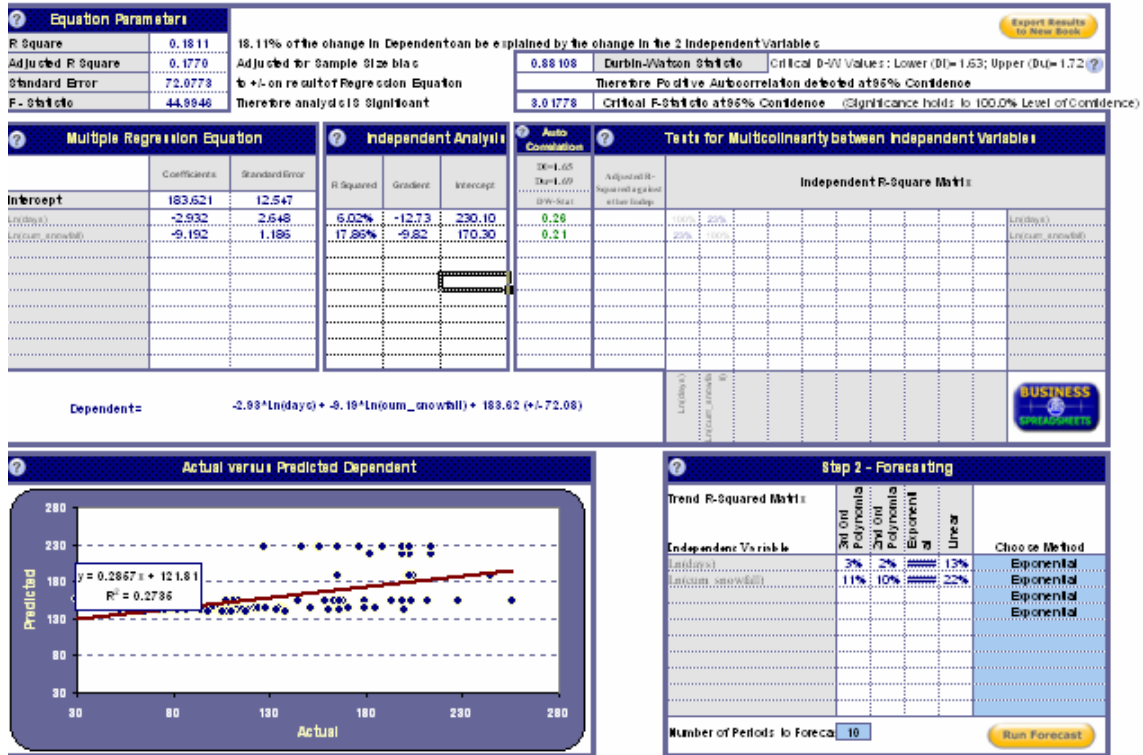 Equation Parameters
Export Results to New Book
R Square 0.1811 18.11% of the change in Dependent can be explained by the change in the 2 Independent Variables
Adjusted R Square 0.1770 Adjusted for Sample Size bias 0.88108 Durbin-Watson Statistic Critical D-W Values: Lower (Dl)= 1.63; Upper (Du)= 1.72
Standard Error 72.0773 to +/- on result of Regression Equation Therefore Positive Autocorrelation detected at 95% Confidence
F - Statistic 44.9946 Therefore analysis IS Significant 3.01778 Critical F-Statistic at 95% Confidence (Significance holds to 100.0% Level of Confidence)
Multiple Regression Equation Independent Analysis Auto Correlation Tests for Multicolinearity between Independent Variables
Coefficients Standard Error R Squared Gradient Intercept Dl=1.65 Du=1.69 DW-Stat Adjusted R-Squared against other Indep Independent R-Square Matrix
Intercept 183.621 12.547
Ln(days) -2.932 2.648 6.02% -12.73 230.10 0.26 100% 23% Ln(days)
Ln(cum_snowfall) -9.192 1.186 17.86% -9.82 170.30 0.21 23% 100% Ln(cum_snowfall)
Ln(days)
Ln(cum_snowfall)
BUSINESS
SPREADSHEETS
Dependent= -2.93*Ln(days) + -9.19*Ln(cum_snowfall) + 183.62 (+/- 72.08)
Actual versus Predicted Dependent
280
230
180
130
80
30
Predicted
y = 0.2867x + 121.81
R² = 0.2736
30 80 130 180 230 280
Actual
Step 2 - Forecasting
Trend R-Squared Matrix
Independent Variable 3rd Ord Polynomia 2nd Ord Polynomia Exponenti al Linear Choose Method
Ln(days) 3% 2% ##### 13% Exponential
Ln(cum_snowfall) 11% 10% ##### 22% Exponential
Exponential
Exponential
Number of Periods to Foreca 10 Run Forecast